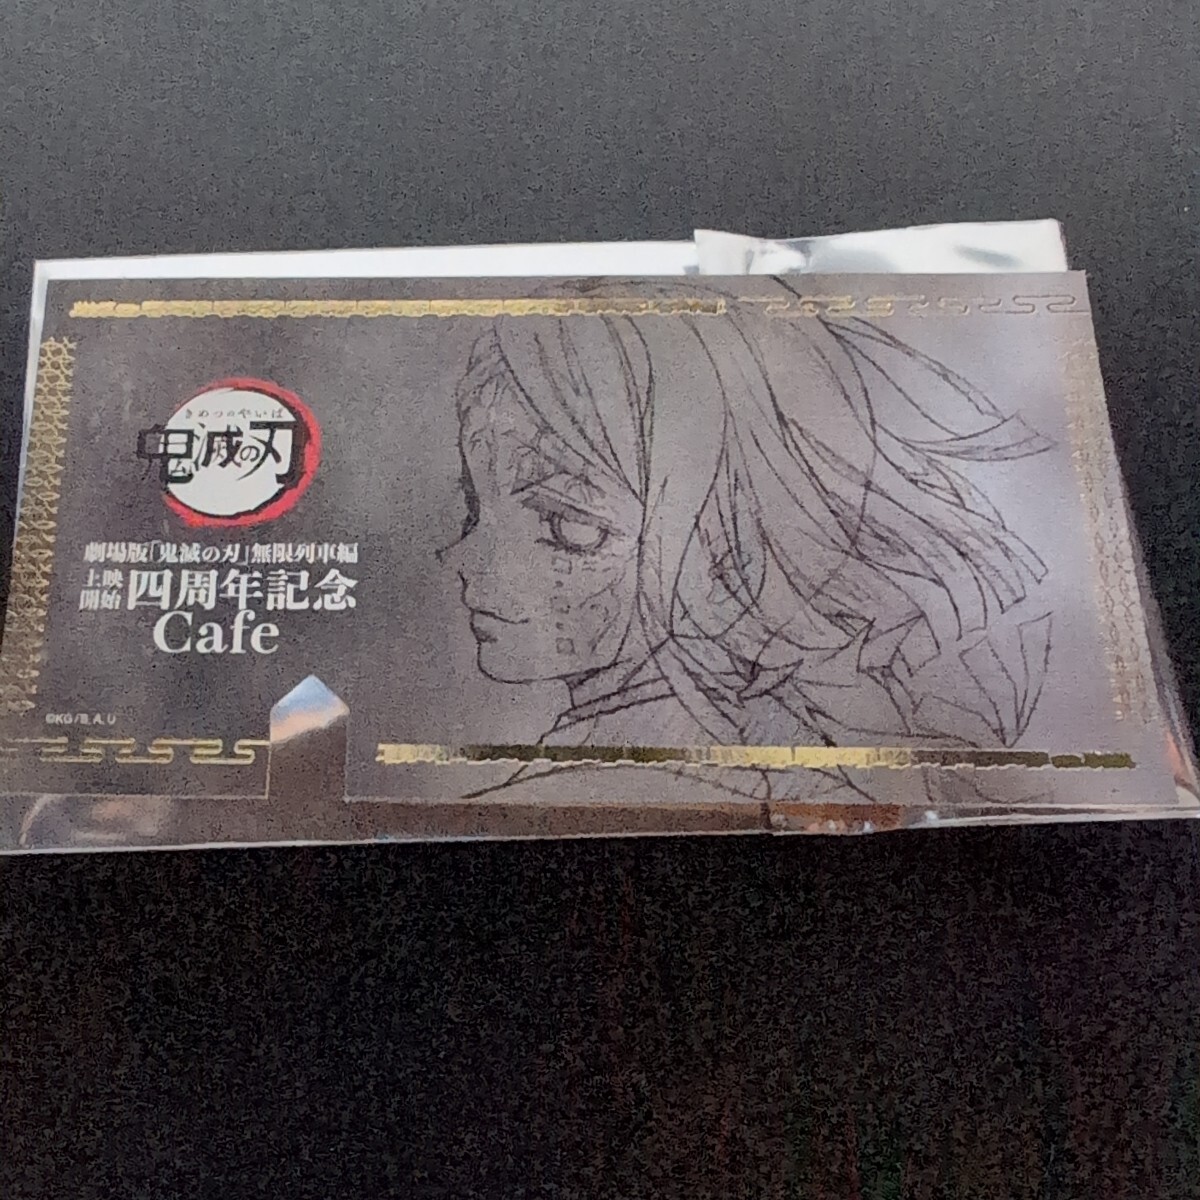 きめつのやいば
鬼滅の刃
劇場版「鬼滅の刃」無限列車編
上映開始 四周年記念
Cafe
©KG/S,A,U